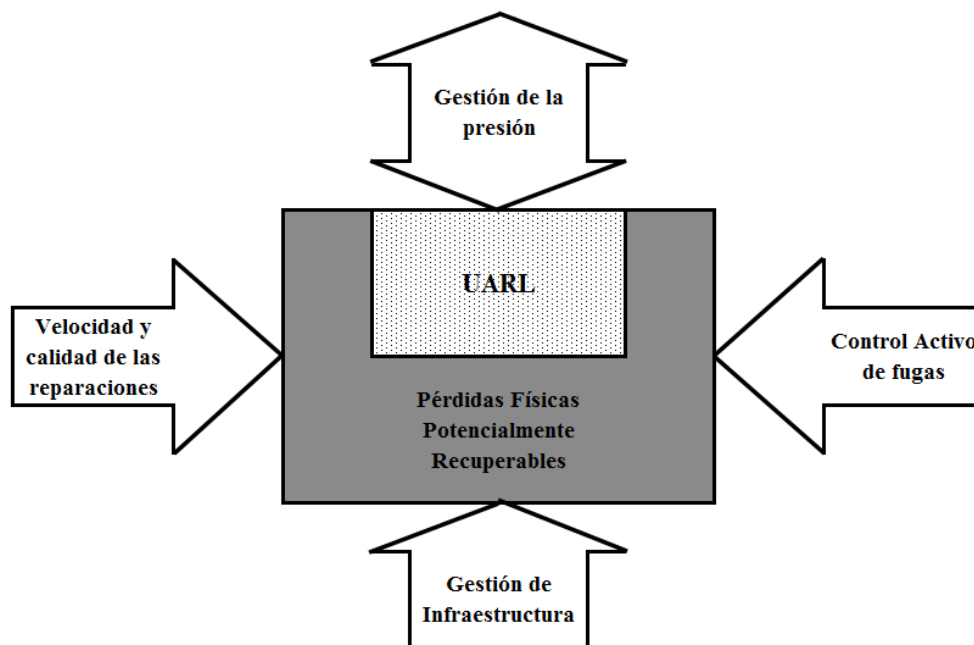 Gestión de la
presión
UARL
Velocidad y
calidad de las
reparaciones
Control Activo
de fugas
Pérdidas Físicas
Potencialmente
Recuperables
Gestión de
Infraestructura